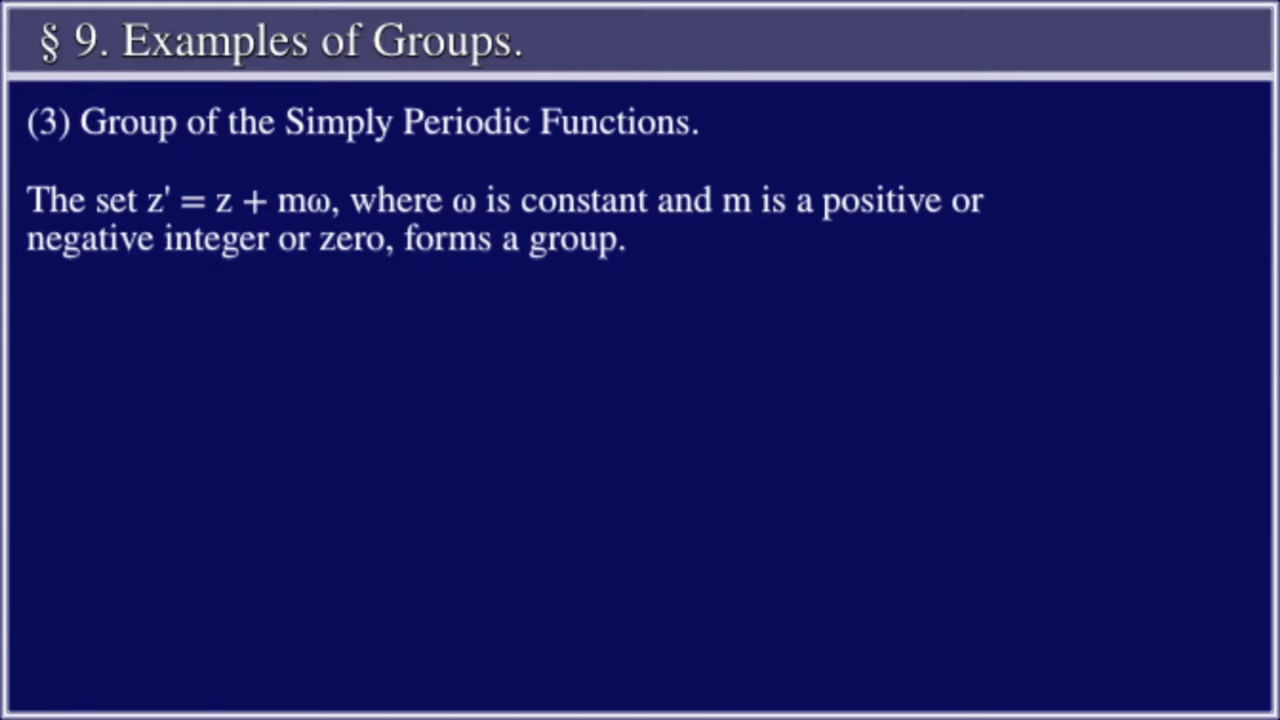 § 9. Examples of Groups.
(3) Group of the Simply Periodic Functions.
The set z' = z + mω, where ω is constant and m is a positive or
negative integer or zero, forms a group.